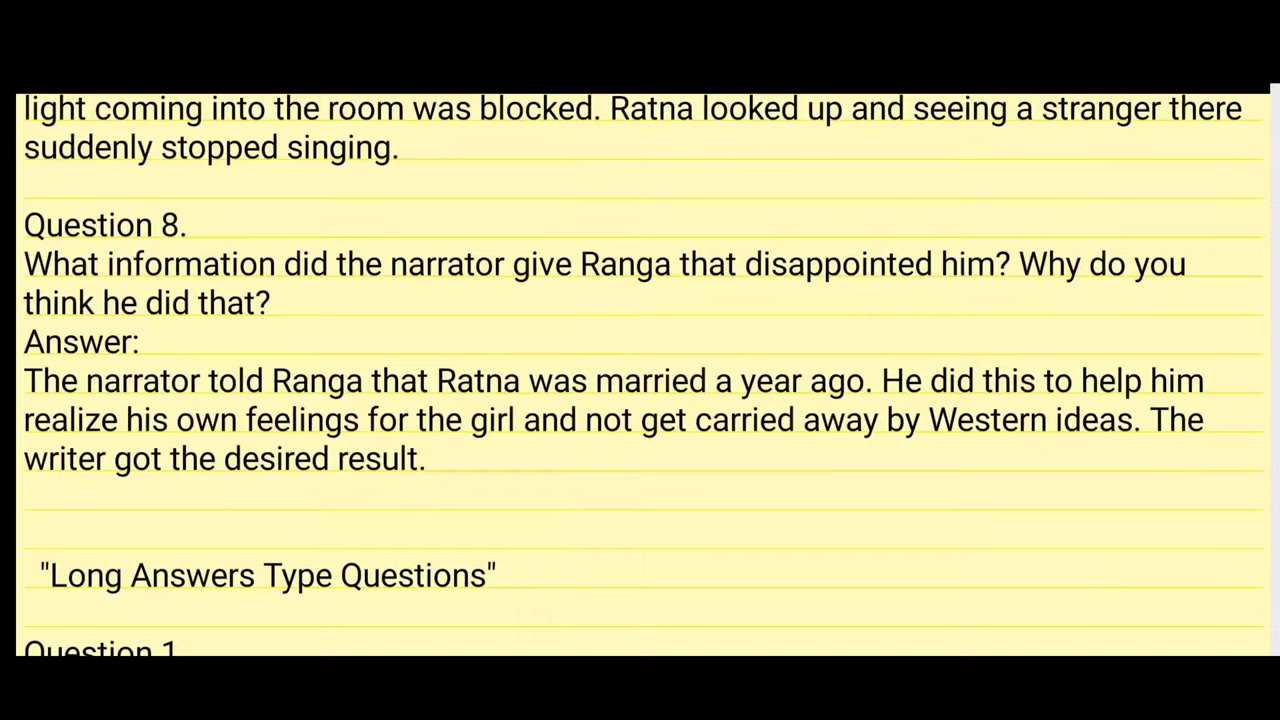 light coming into the room was blocked. Ratna looked up and seeing a stranger there
suddenly stopped singing.
Question 8.
What information did the narrator give Ranga that disappointed him? Why do you
think he did that?
Answer:
The narrator told Ranga that Ratna was married a year ago. He did this to help him
realize his own feelings for the girl and not get carried away by Western ideas. The
writer got the desired result.
"Long Answers Type Questions"
Question 1